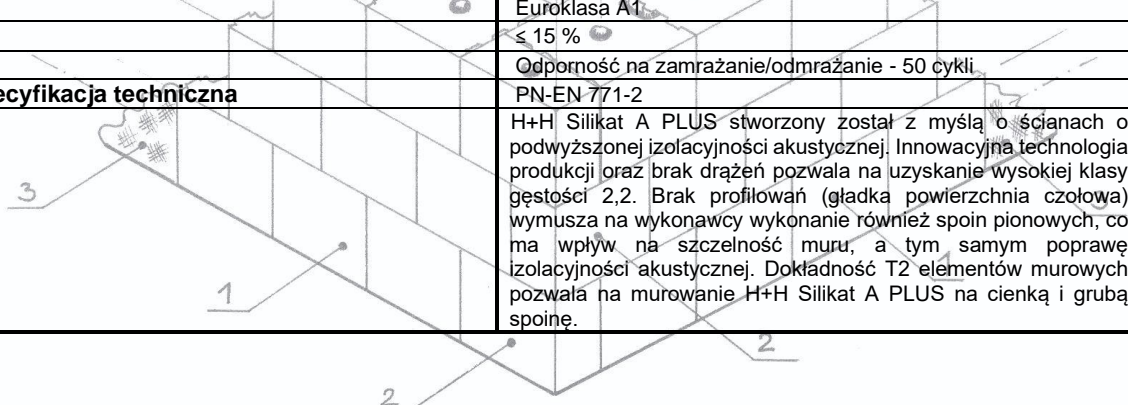 Euroklasa A1
≤ 15 %
Odporność na zamrażanie/odmrażanie - 50 cykli
ecyfikacja techniczna
PN-EN 771-2
H+H Silikat A PLUS stworzony został z myślą o ścianach o
podwyższonej izolacyjności akustycznej. Innowacyjna technologia
produkcji oraz brak drążeń pozwala na uzyskanie wysokiej klasy
gęstości 2,2. Brak profilowań (gładka powierzchnia czołowa)
wymusza na wykonawcy wykonanie również spoin pionowych, co
ma wpływ na szczelność muru, a tym samym poprawę
izolacyjności akustycznej. Dokładność T2 elementów murowych
pozwala na murowanie H+H Silikat A PLUS na cienką i grubą
spoinę.
3
1
1
2
2